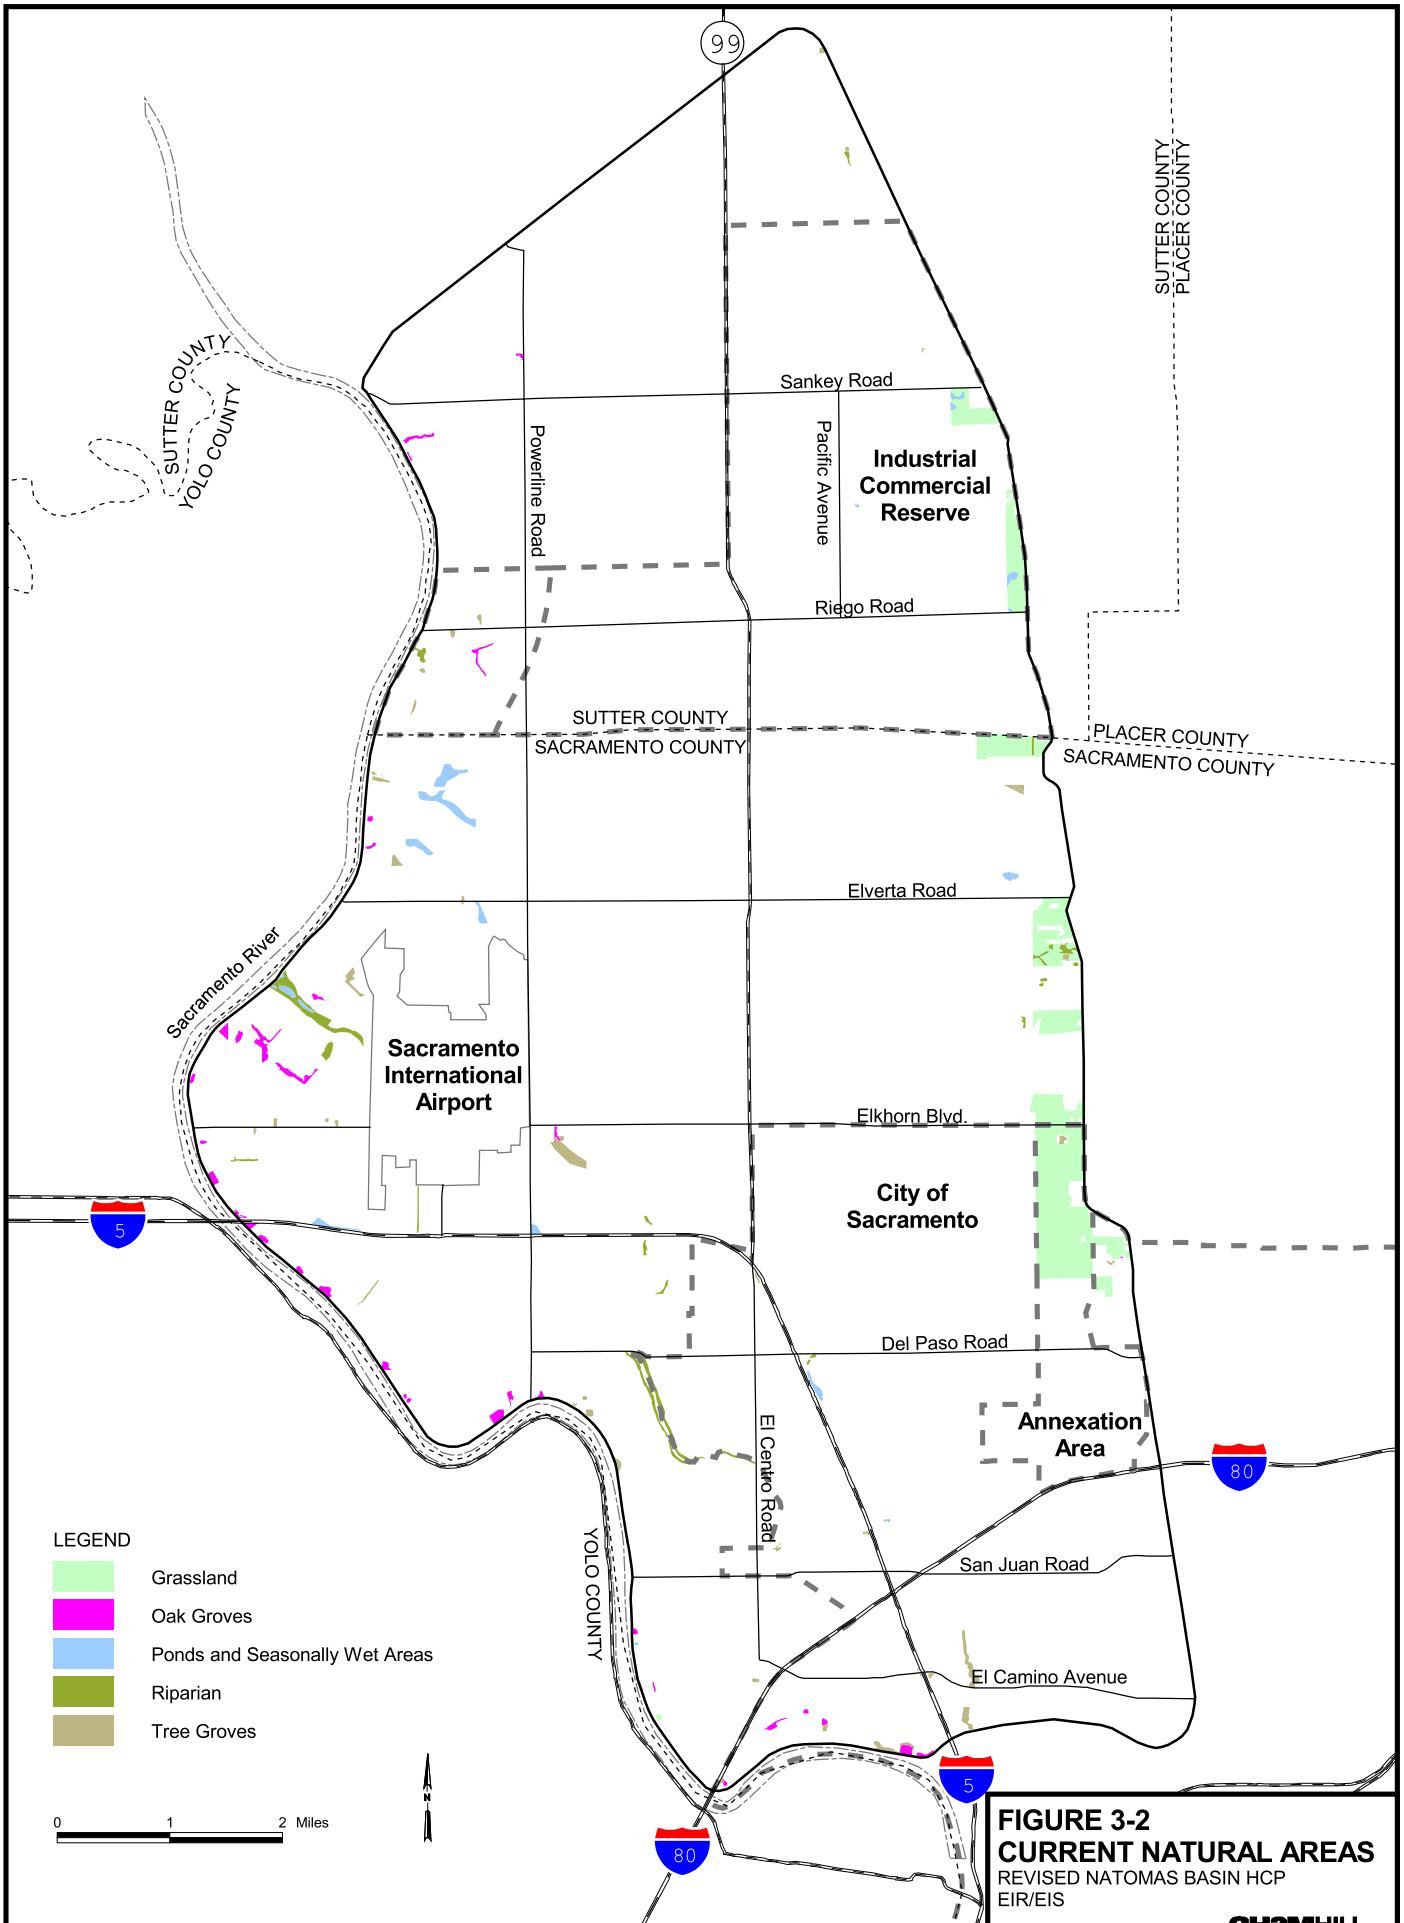 99
SUTTER COUNTY
PLACER COUNTY
SUTTER COUNTY
YOLO COUNTY
Sankey Road
Powerline Road
Pacific Avenue
Industrial
Commercial
Reserve
Riego Road
SUTTER COUNTY
SACRAMENTO COUNTY
PLACER COUNTY
SACRAMENTO COUNTY
Elverta Road
Sacramento River
Sacramento
International
Airport
Elkhorn Blvd.
City of
Sacramento
5
Del Paso Road
El Centro Road
Annexation
Area
80
YOLO COUNTY
San Juan Road
El Camino Avenue
LEGEND
Grassland
Oak Groves
Ponds and Seasonally Wet Areas
Riparian
Tree Groves
0 1 2 Miles
N
5
80
FIGURE 3-2
CURRENT NATURAL AREAS
REVISED NATOMAS BASIN HCP
EIR/EIS